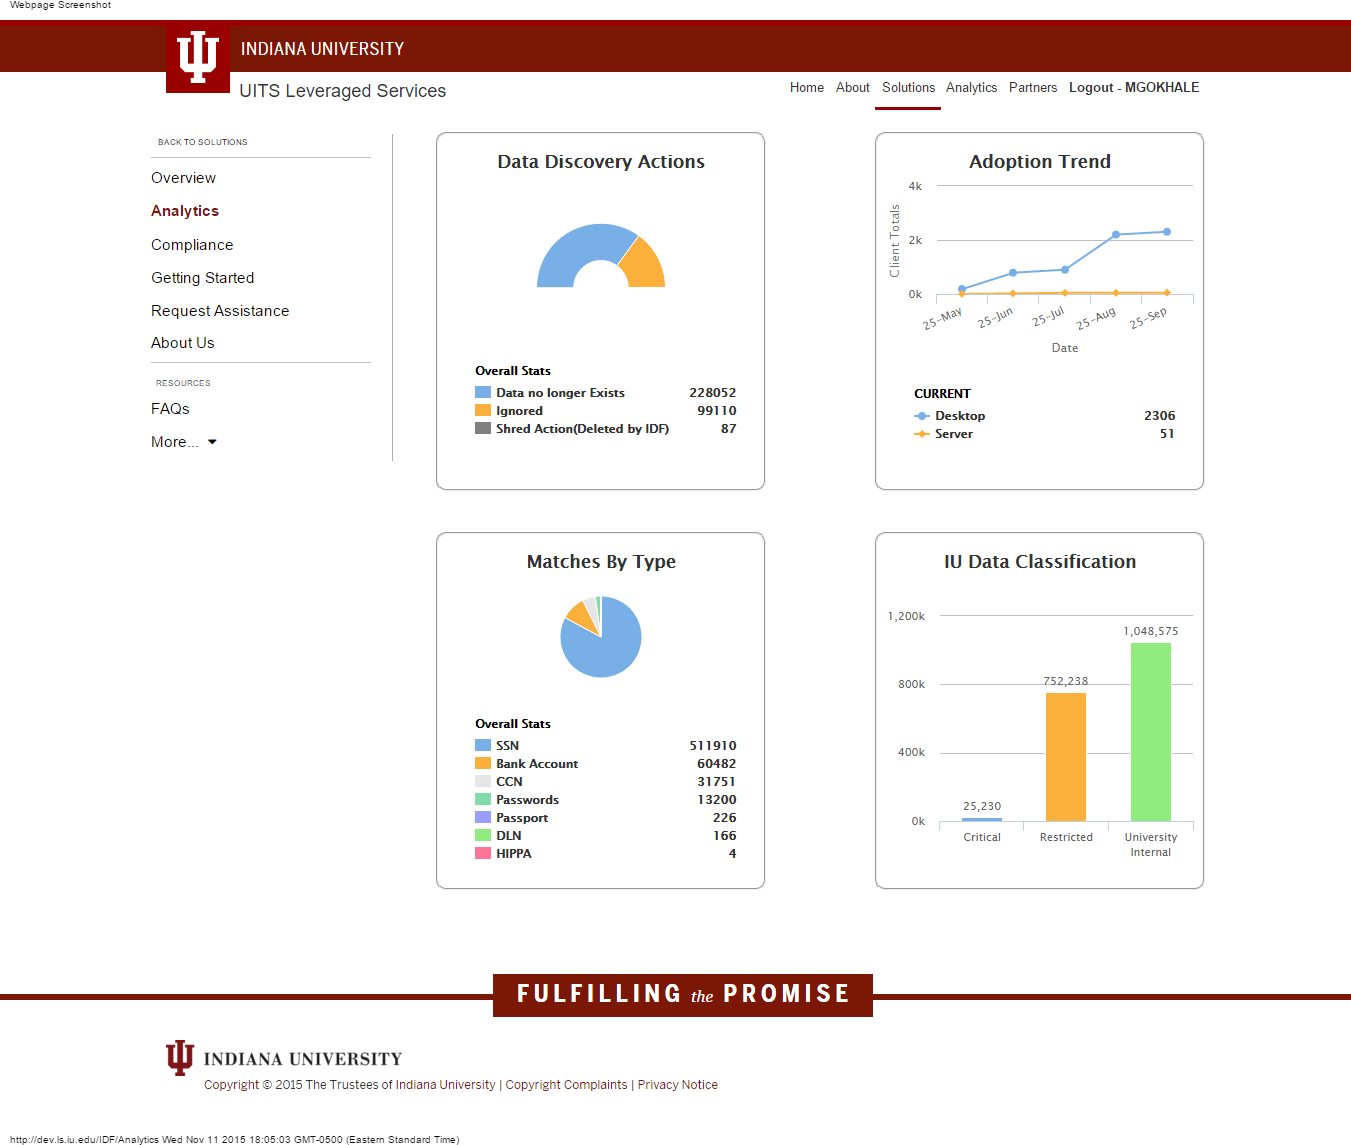 Webpage Screenshot
INDIANA UNIVERSITY
UITS Leveraged Services
Home About Solutions Analytics Partners Logout - MGOKHALE
BACK TO SOLUTIONS
Overview
Analytics
Compliance
Getting Started
Request Assistance
About Us
RESOURCES
FAQs
More...
Data Discovery Actions
Overall Stats
Data no longer Exists 228052
Ignored 99110
Shred Action(Deleted by IDF) 87
Adoption Trend
Client Totals
4k
2k
0k
25-May 25-Jun 25-Jul 25-Aug 25-Sep
Date
CURRENT
Desktop 2306
Server 51
Matches By Type
Overall Stats
SSN 511910
Bank Account 60482
CCN 31751
Passwords 13200
Passport 226
DLN 166
HIPPA 4
IU Data Classification
1,200k
1,048,575
800k
752,238
400k
25,230
0k
Critical Restricted University
Internal
FULFILLING the PROMISE
INDIANA UNIVERSITY
Copyright © 2015 The Trustees of Indiana University | Copyright Complaints | Privacy Notice
http://dev.ls.iu.edu/IDF/Analytics Wed Nov 11 2015 18:05:03 GMT-0500 (Eastern Standard Time)